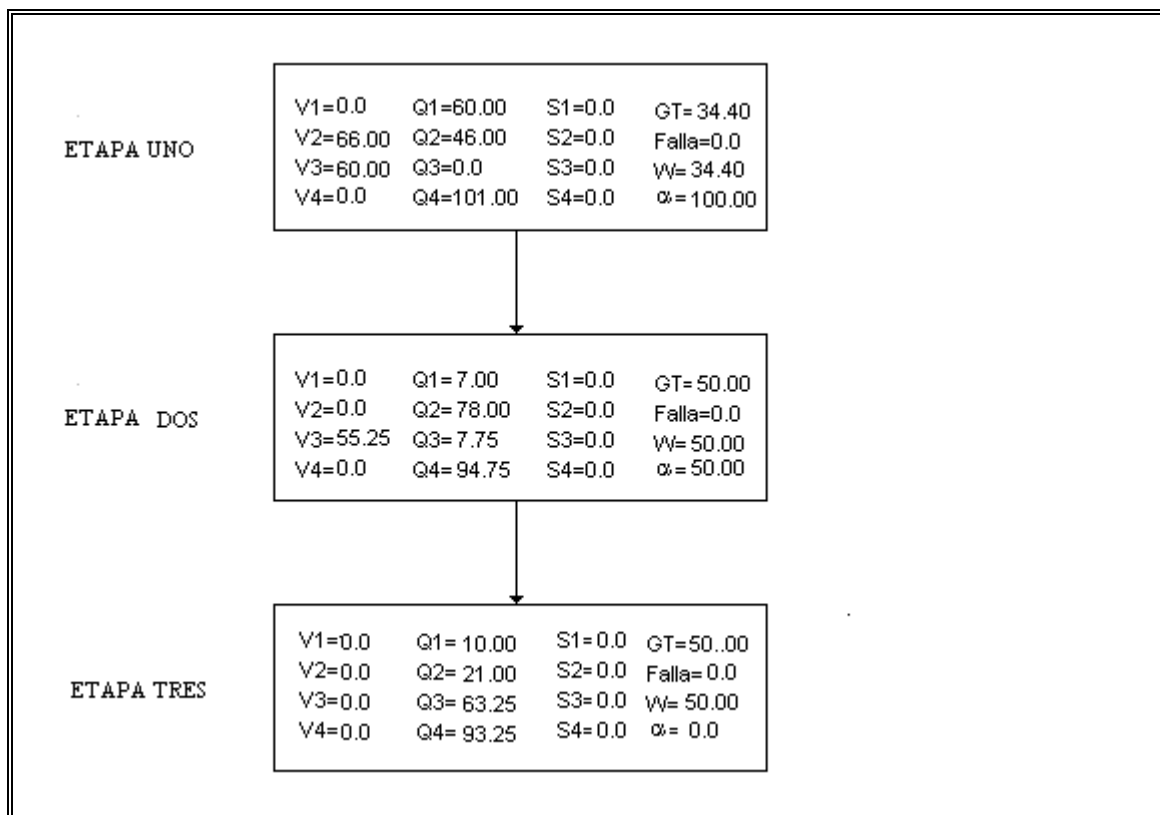 ETAPA UNO
V1=0.0 Q1=60.00 S1=0.0 GT= 34.40
V2=66.00 Q2=46.00 S2=0.0 Falla=0.0
V3=60.00 Q3=0.0 S3=0.0 W= 34.40
V4=0.0 Q4=101.00 S4=0.0 α= 100.00
ETAPA DOS
V1=0.0 Q1= 7.00 S1=0.0 GT= 50.00
V2=0.0 Q2=78.00 S2=0.0 Falla=0.0
V3=55.25 Q3= 7.75 S3=0.0 W= 50.00
V4=0.0 Q4= 94.75 S4=0.0 α= 50.00
ETAPA TRES
V1=0.0 Q1= 10.00 S1= 0.0 GT=50..00
V2=0.0 Q2= 21.00 S2= 0.0 Falla= 0.0
V3=0.0 Q3= 63.25 S3= 0.0 W= 50.00
V4=0.0 Q4= 93.25 S4= 0.0 α= 0.0